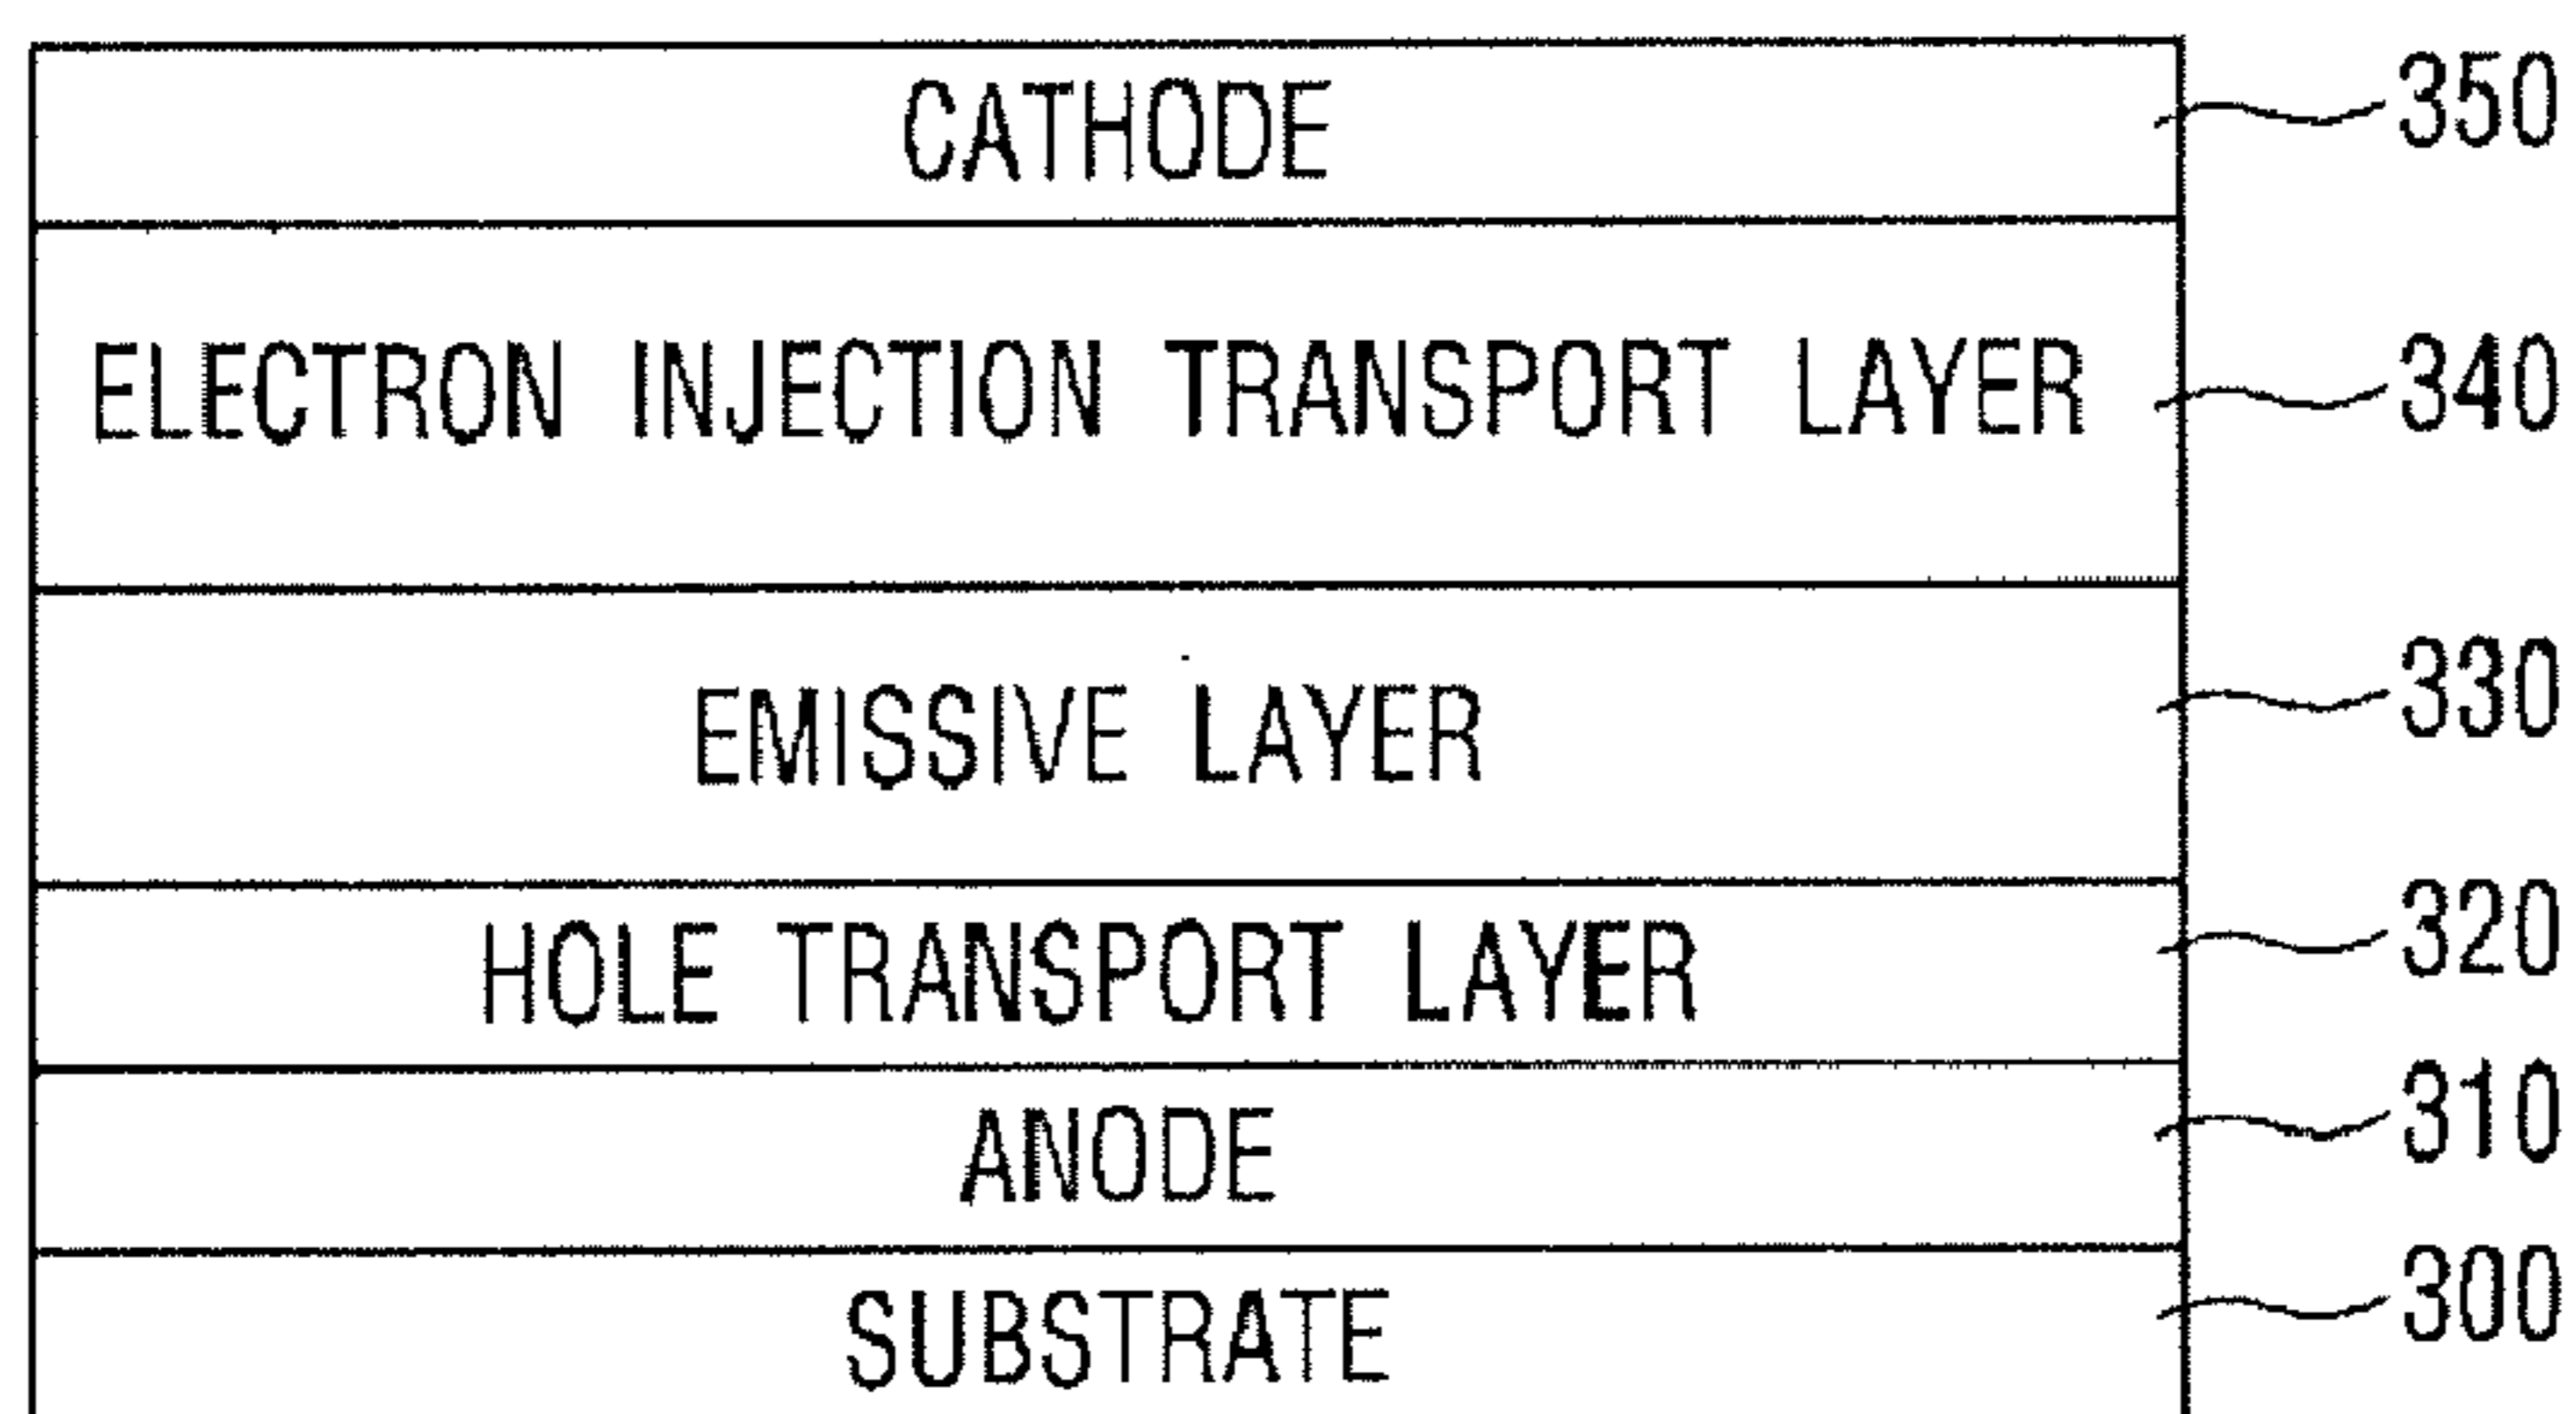 CATHODE 350
ELECTRON INJECTION TRANSPORT LAYER 340
EMISSIVE LAYER 330
HOLE TRANSPORT LAYER 320
ANODE 310
SUBSTRATE 300